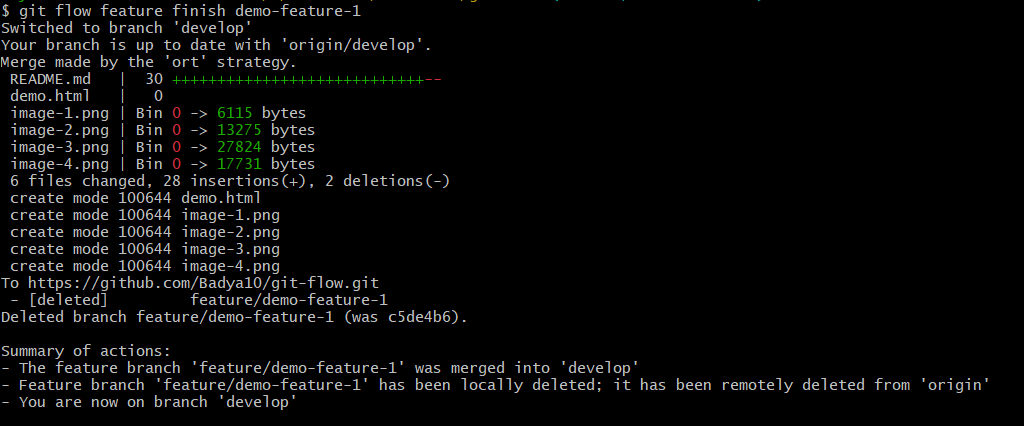 $ git flow feature finish demo-feature-1
Switched to branch 'develop'
Your branch is up to date with 'origin/develop'.
Merge made by the 'ort' strategy.
 README.md   |  30 ++++++++++++++++++++++++++++--
 demo.html   |   0
 image-1.png | Bin 0 -> 6115 bytes
 image-2.png | Bin 0 -> 13275 bytes
 image-3.png | Bin 0 -> 27824 bytes
 image-4.png | Bin 0 -> 17731 bytes
 6 files changed, 28 insertions(+), 2 deletions(-)
 create mode 100644 demo.html
 create mode 100644 image-1.png
 create mode 100644 image-2.png
 create mode 100644 image-3.png
 create mode 100644 image-4.png
To https://github.com/Badya10/git-flow.git
 - [deleted]         feature/demo-feature-1
Deleted branch feature/demo-feature-1 (was c5de4b6).

Summary of actions:
- The feature branch 'feature/demo-feature-1' was merged into 'develop'
- Feature branch 'feature/demo-feature-1' has been locally deleted; it has been remotely deleted from 'origin'
- You are now on branch 'develop'